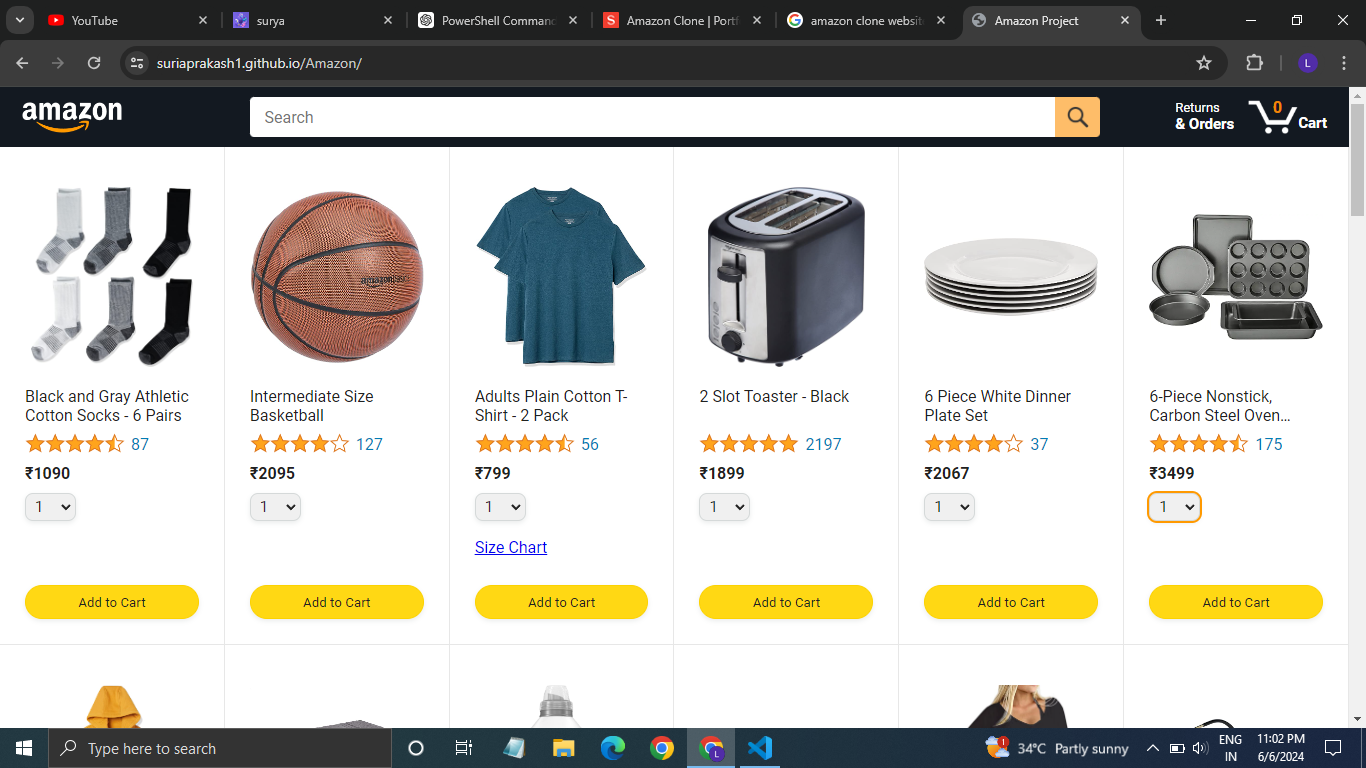 YouTube
surya
PowerShell Comman
Amazon Clone | Portf
amazon clone websit
Amazon Project
suriaprakash1.github.io/Amazon/
L
amazon
Search
Returns
& Orders
0
Cart
Black and Gray Athletic
Cotton Socks - 6 Pairs
87
₹1090
1
Add to Cart
Intermediate Size
Basketball
127
₹2095
1
Add to Cart
Adults Plain Cotton T-
Shirt - 2 Pack
56
₹799
1
Size Chart
Add to Cart
2 Slot Toaster - Black
2197
₹1899
1
Add to Cart
6 Piece White Dinner
Plate Set
37
₹2067
1
Add to Cart
6-Piece Nonstick,
Carbon Steel Oven...
175
₹3499
1
Add to Cart
Type here to search
L
1
34°C Partly sunny
ENG
IN
11:02 PM
6/6/2024